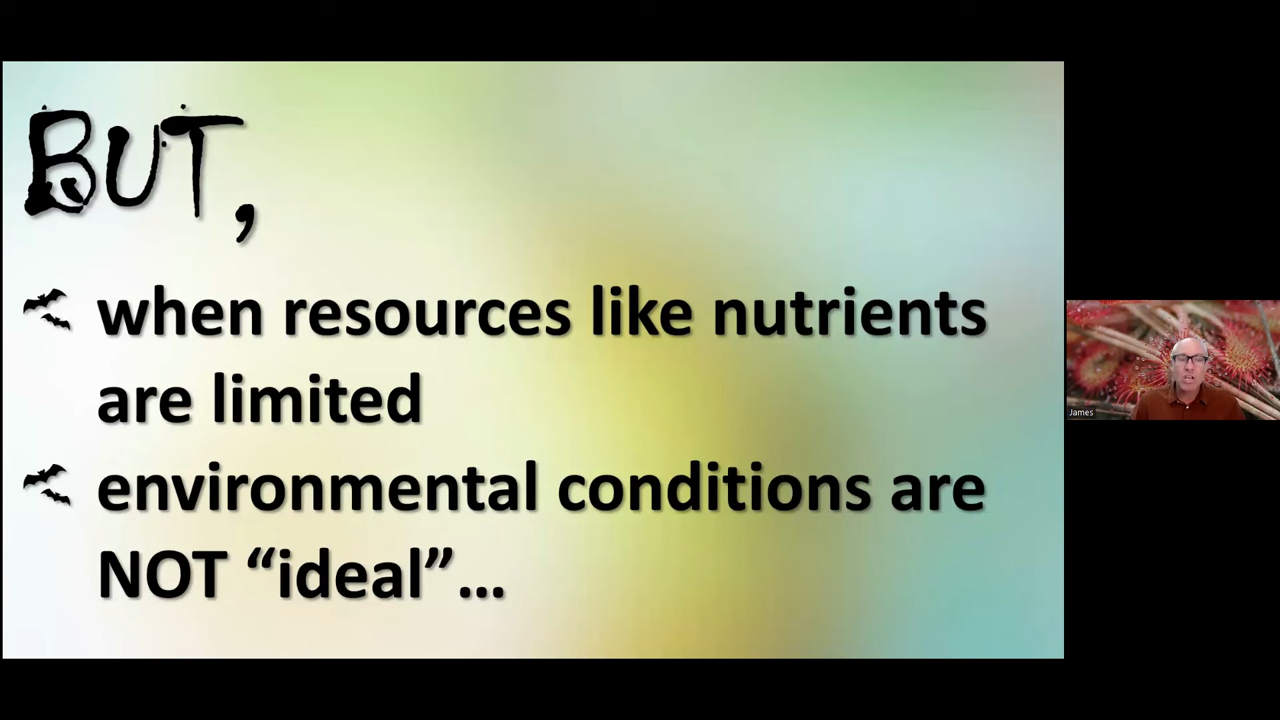 BUT,
when resources like nutrients
are limited
environmental conditions are
NOT “ideal”…
James